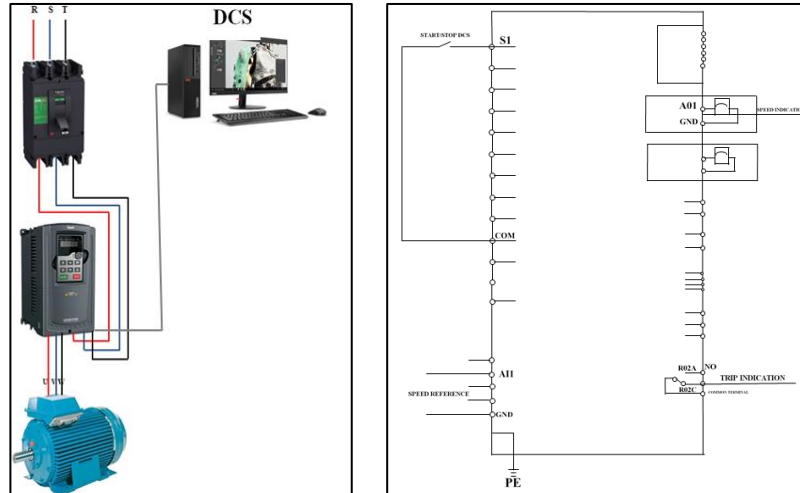 R S T
DCS
U V W
START/STOP DCS
S1
COM
AI1
SPEED REFERENCE
GND
PE
A01
GND
SPEED INDICATION
R02A
NO
TRIP INDICATION
R02C
COMMON TERMINAL